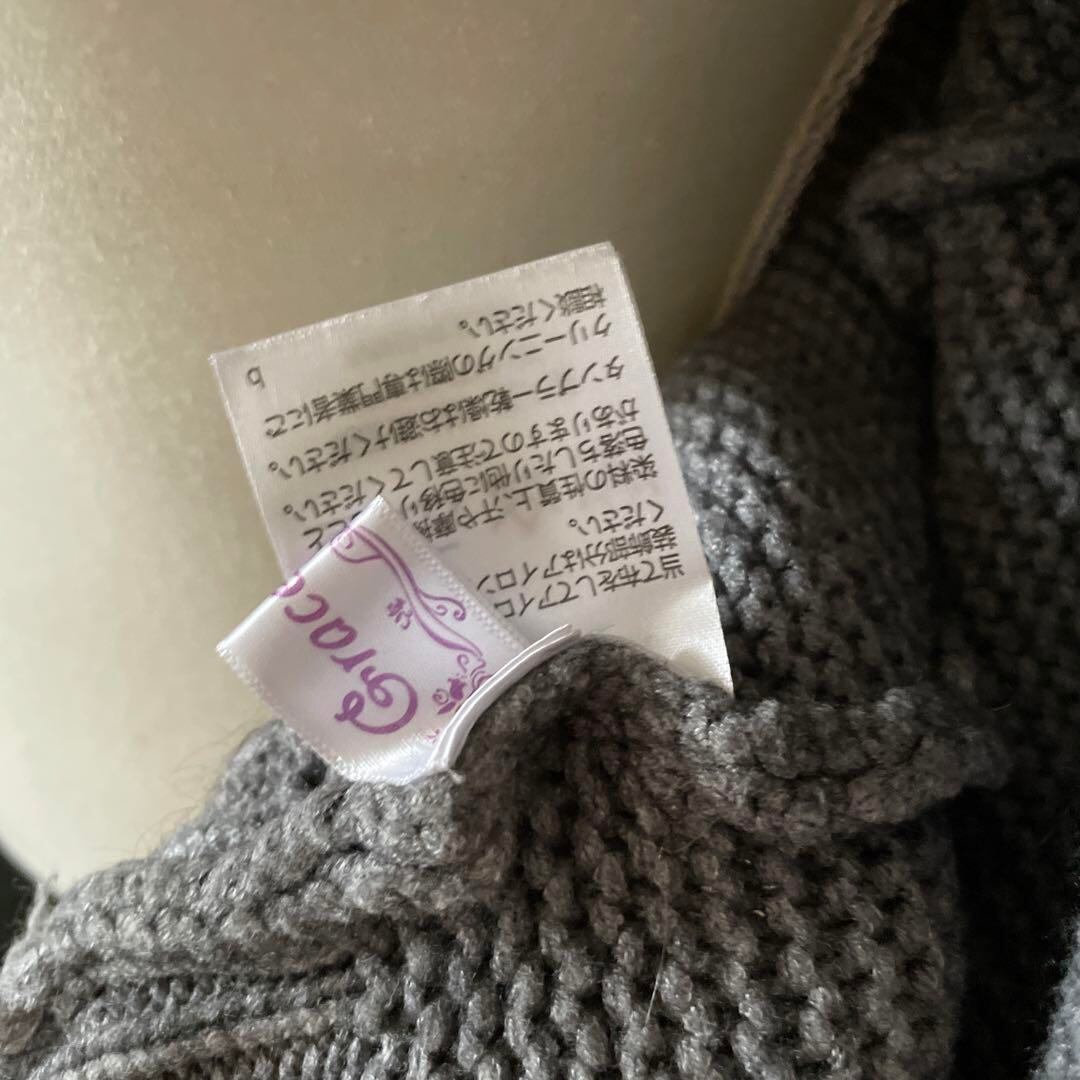 当て布をしてアイロ
装飾部分はアイロン
ください。
染料の性質上、汗や摩擦
色落ちしたり他に色移り
がありますので注意してください。
タンブラー乾燥はお避けください。
クリーニングの際は専門業者にご
相談ください。
Grac